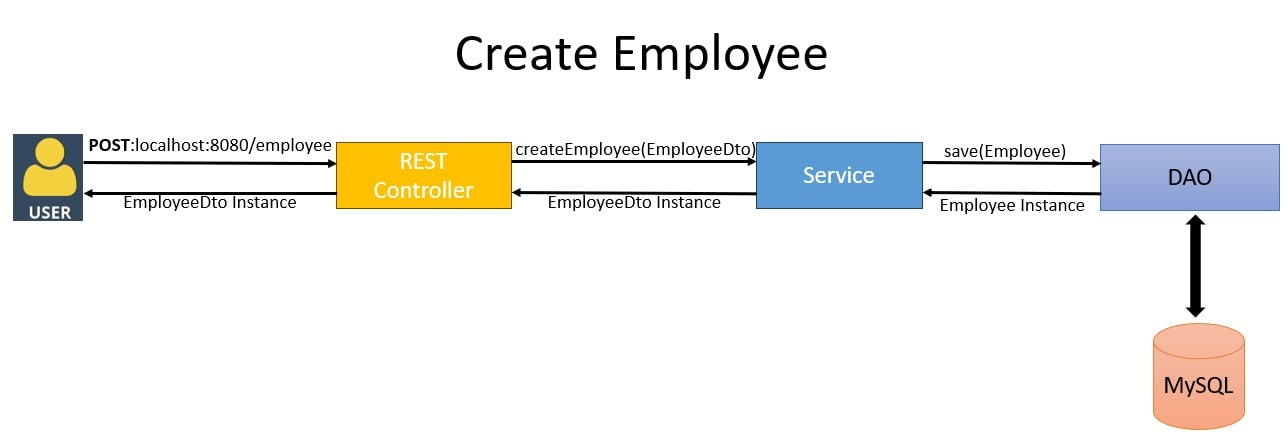 Create Employee
POST:localhost:8080/employee
createEmployee(EmployeeDto)
save(Employee)
REST
Controller
Service
DAO
USER
EmployeeDto Instance
EmployeeDto Instance
Employee Instance
MySQL